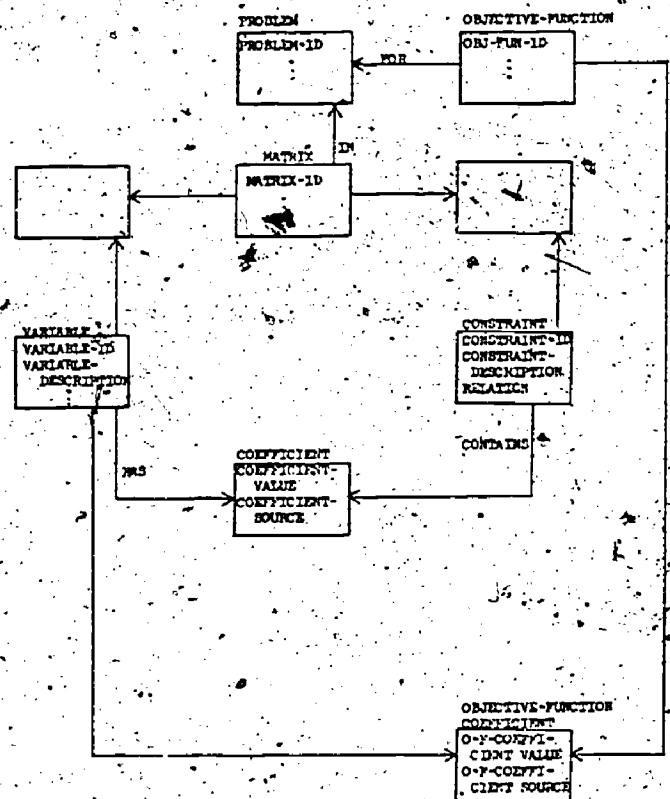 PROBLEM
PROBLEM-ID
OBJECTIVE-FUNCTION
OBJ-FUN-ID
FOR
IN
MATRIX
MATRIX-ID
VARIABLE
VARIABLE-ID
VARIABLE-
DESCRIPTION
CONSTRAINT
CONSTRAINT-ID
CONSTRAINT-
DESCRIPTION
RELATION
HAS
CONTAINS
COEFFICIENT
COEFFICIENT-
VALUE
COEFFICIENT-
SOURCE
OBJECTIVE-FUNCTION
COEFFICIENT
O-F-COEFFI-
CIENT VALUE
O-F-COEFFI-
CIENT SOURCE